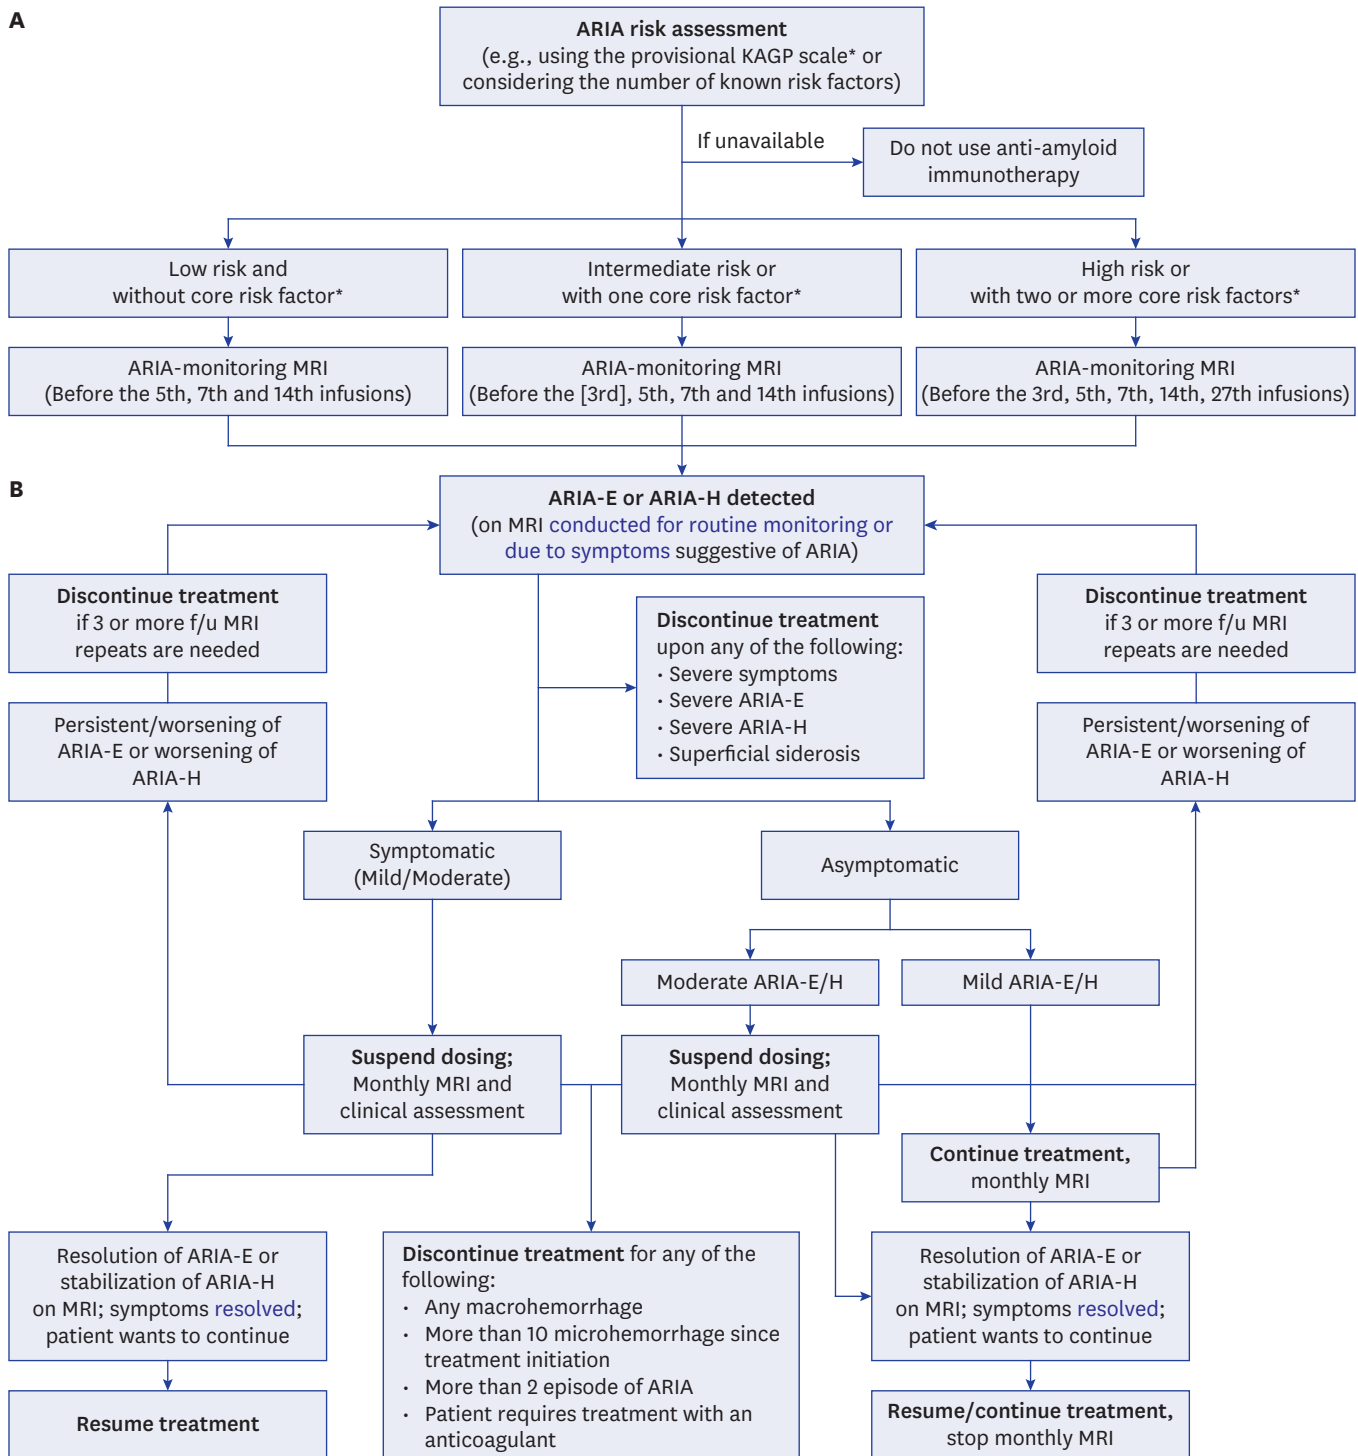 A
ARIA risk assessment
(e.g., using the provisional KAGP scale* or
considering the number of known risk factors)
If unavailable
Do not use anti-amyloid
immunotherapy
Low risk and
without core risk factor*
Intermediate risk or
with one core risk factor*
High risk or
with two or more core risk factors*
ARIA-monitoring MRI
(Before the 5th, 7th and 14th infusions)
ARIA-monitoring MRI
(Before the [3rd], 5th, 7th and 14th infusions)
ARIA-monitoring MRI
(Before the 3rd, 5th, 7th, 14th, 27th infusions)
B
ARIA-E or ARIA-H detected
(on MRI conducted for routine monitoring or
due to symptoms suggestive of ARIA)
Discontinue treatment
if 3 or more f/u MRI
repeats are needed
Discontinue treatment
upon any of the following:
· Severe symptoms
· Severe ARIA-E
· Severe ARIA-H
· Superficial siderosis
Discontinue treatment
if 3 or more f/u MRI
repeats are needed
Persistent/worsening of
ARIA-E or worsening of
ARIA-H
Persistent/worsening of
ARIA-E or worsening of
ARIA-H
Symptomatic
(Mild/Moderate)
Asymptomatic
Moderate ARIA-E/H
Mild ARIA-E/H
Suspend dosing;
Monthly MRI and
clinical assessment
Suspend dosing;
Monthly MRI and
clinical assessment
Continue treatment,
monthly MRI
Resolution of ARIA-E or
stabilization of ARIA-H
on MRI; symptoms resolved;
patient wants to continue
Discontinue treatment for any of the
following:
· Any macrohemorrhage
· More than 10 microhemorrhage since
treatment initiation
· More than 2 episode of ARIA
· Patient requires treatment with an
anticoagulant
Resolution of ARIA-E or
stabilization of ARIA-H
on MRI; symptoms resolved;
patient wants to continue
Resume treatment
Resume/continue treatment,
stop monthly MRI